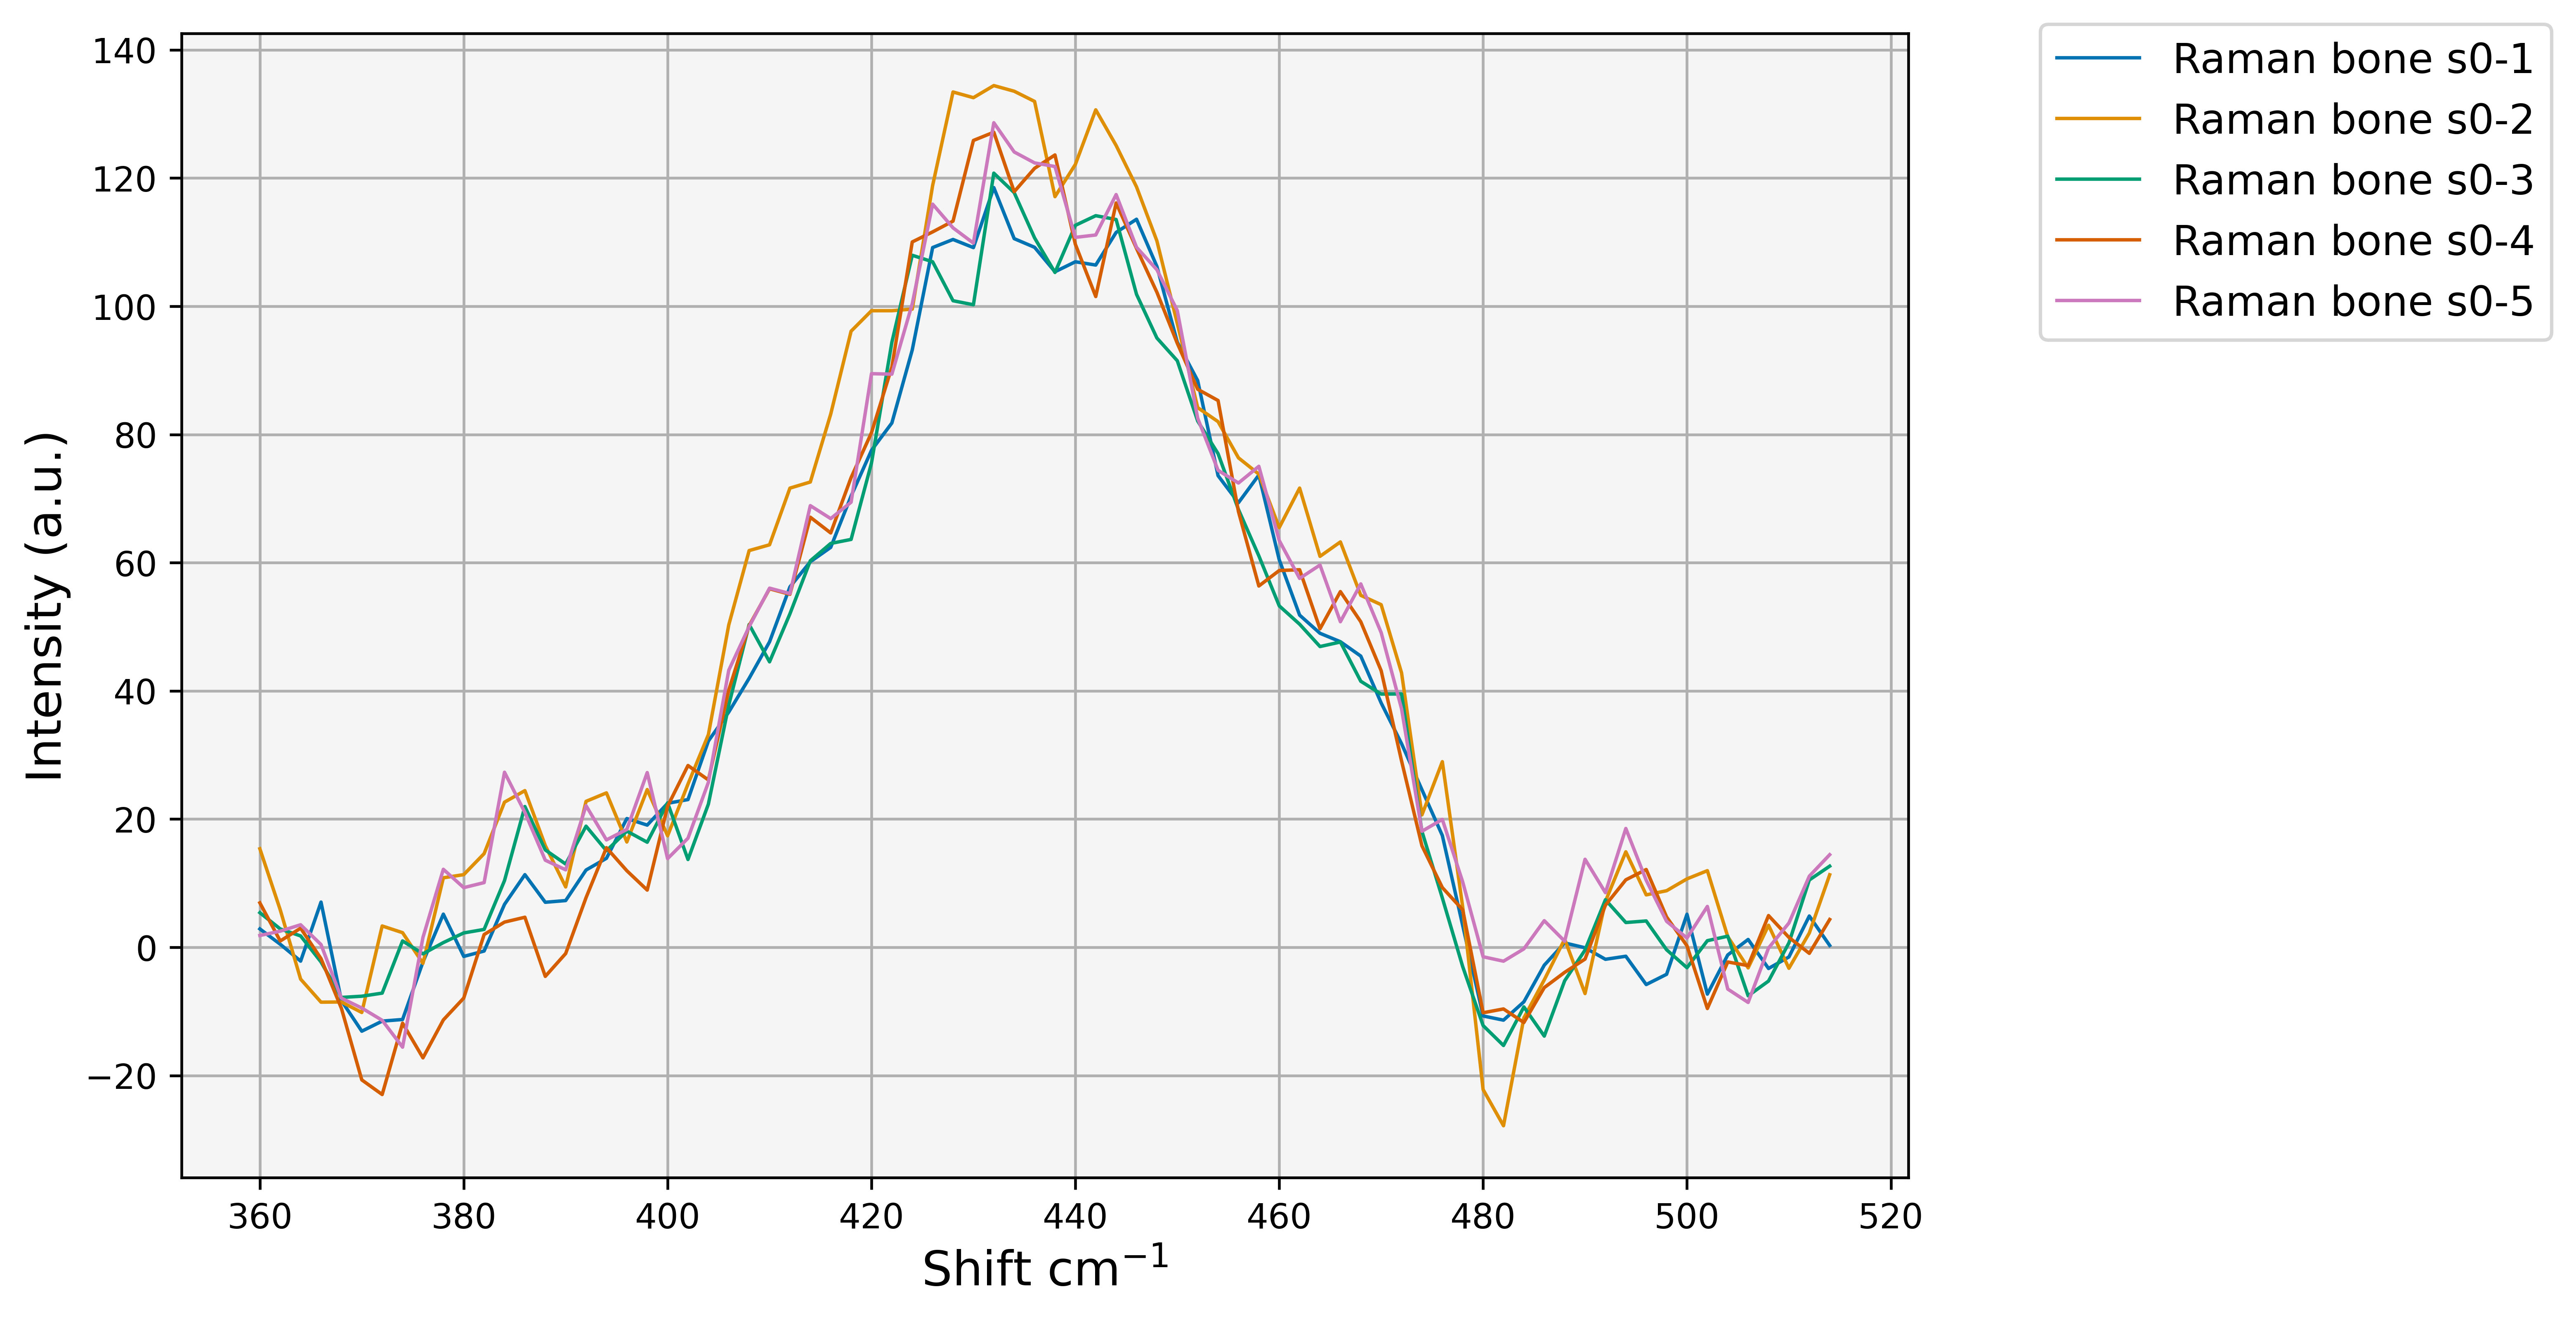 140
120
100
80
60
40
20
0
−20
Intensity (a.u.)
360 380 400 420 440 460 480 500 520
Shift cm⁻¹
Raman bone s0-1
Raman bone s0-2
Raman bone s0-3
Raman bone s0-4
Raman bone s0-5